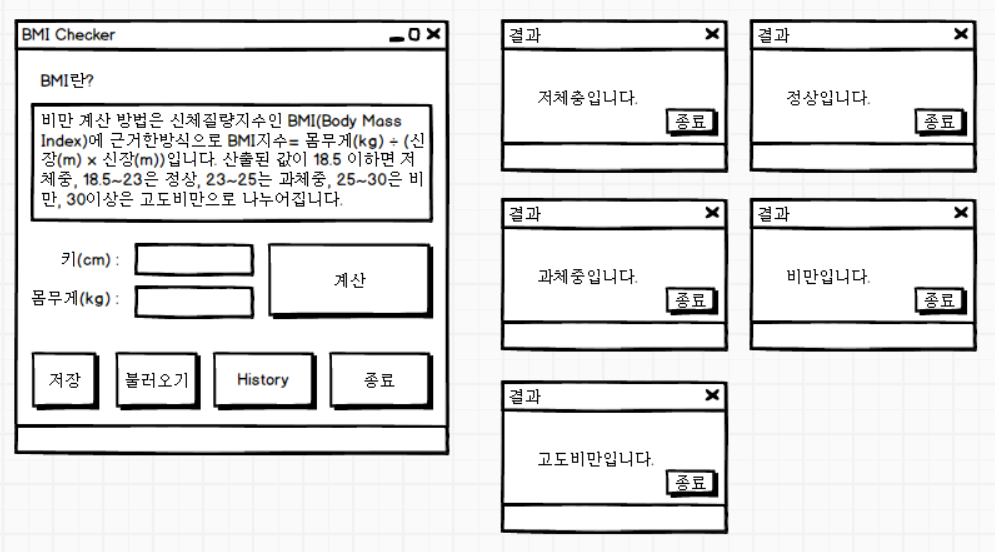 BMI Checker
BMI란?
비만 계산 방법은 신체질량지수인 BMI(Body Mass
Index)에 근거한방식으로 BMI지수= 몸무게(kg) ÷ (신
장(m) × 신장(m))입니다. 산출된 값이 18.5 이하면 저
체중, 18.5~23은 정상, 23~25는 과체중, 25~30은 비
만, 30이상은 고도비만으로 나누어집니다.
키(cm) :
몸무게(kg) :
계산
저장
불러오기
History
종료
결과
저체중입니다.
종료
결과
정상입니다.
종료
결과
과체중입니다.
종료
결과
비만입니다.
종료
결과
고도비만입니다.
종료